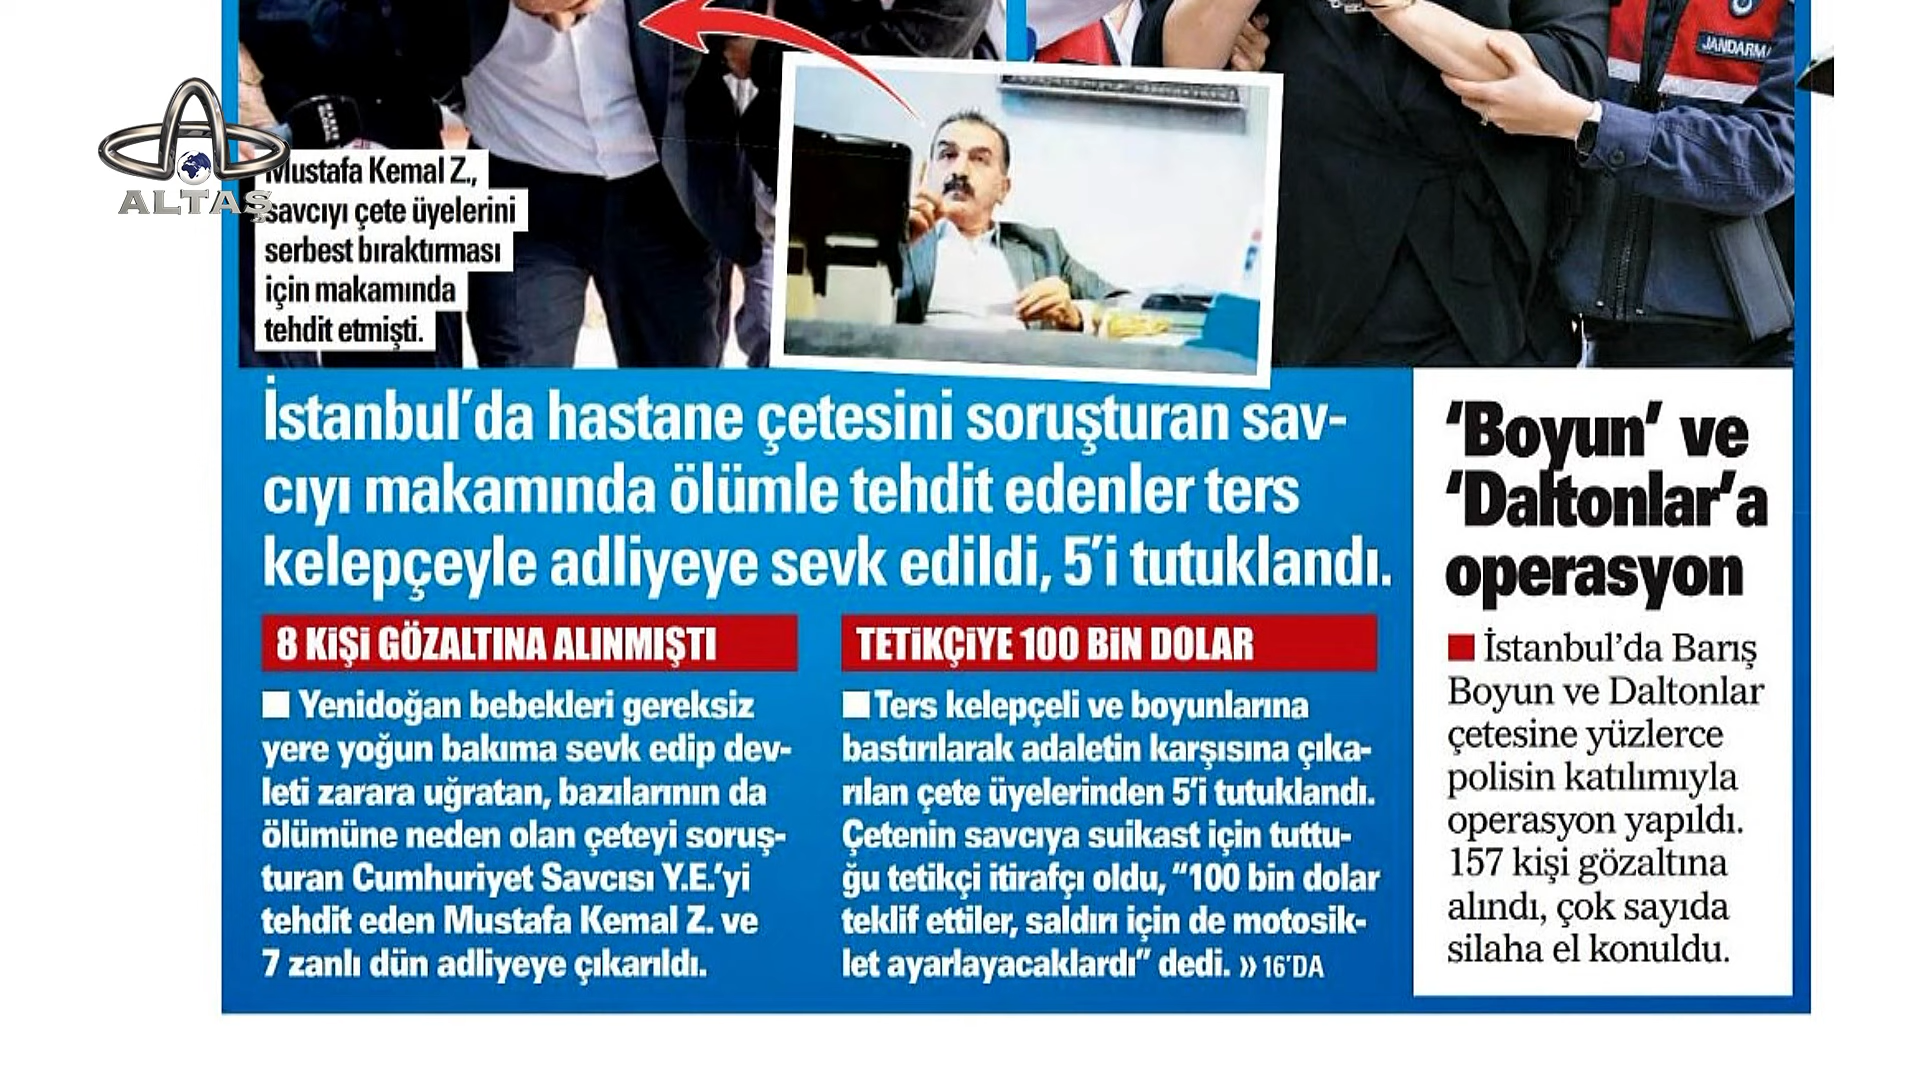 JANDARMA
ALTAŞ
Mustafa Kemal Z.,
savcıyı çete üyelerini
serbest bıraktırması
için makamında
tehdit etmişti.
İstanbul'da hastane çetesini soruşturan sav-
cıyı makamında ölümle tehdit edenler ters
kelepçeyle adliyeye sevk edildi, 5'i tutuklandı.
8 KİŞİ GÖZALTINA ALINMIŞTI
■ Yenidoğan bebekleri gereksiz
yere yoğun bakıma sevk edip dev-
leti zarara uğratan, bazılarının da
ölümüne neden olan çeteyi soruş-
turan Cumhuriyet Savcısı Y.E.'yi
tehdit eden Mustafa Kemal Z. ve
7 zanlı dün adliyeye çıkarıldı.
TETİKÇİYE 100 BİN DOLAR
■ Ters kelepçeli ve boyunlarına
bastırılarak adaletin karşısına çıka-
rılan çete üyelerinden 5'i tutuklandı.
Çetenin savcıya suikast için tuttu-
ğu tetikçi itirafçı oldu, "100 bin dolar
teklif ettiler, saldırı için de motosik-
let ayarlayacaklardı" dedi. » 16'DA
'Boyun' ve
'Daltonlar'a
operasyon
■ İstanbul'da Barış
Boyun ve Daltonlar
çetesine yüzlerce
polisin katılımıyla
operasyon yapıldı.
157 kişi gözaltına
alındı, çok sayıda
silaha el konuldu.